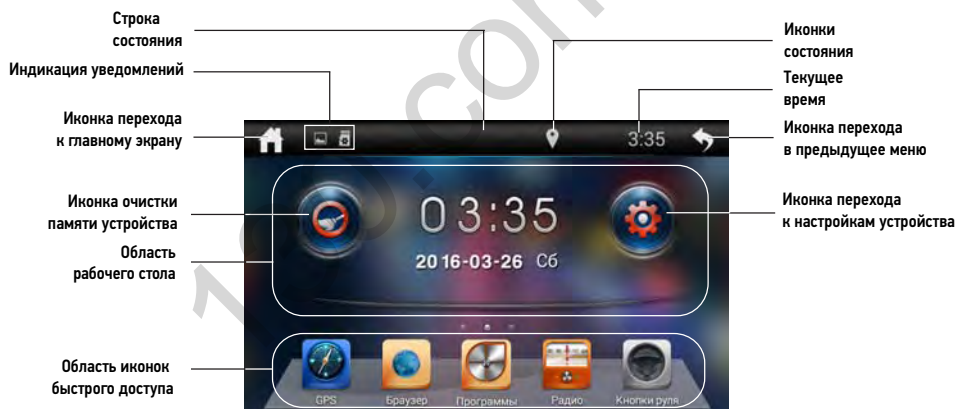 Строка
состояния
Индикация уведомлений
Иконка перехода
к главному экрану
Иконка очистки
памяти устройства
Область
рабочего стола
Область иконок
быстрого доступа
3:35
03:35
2016-03-26 Сб
GPS
Браузер
Программы
Радио
Кнопки руля
Иконки
состояния
Текущее
время
Иконка перехода
в предыдущее меню
Иконка перехода
к настройкам устройства